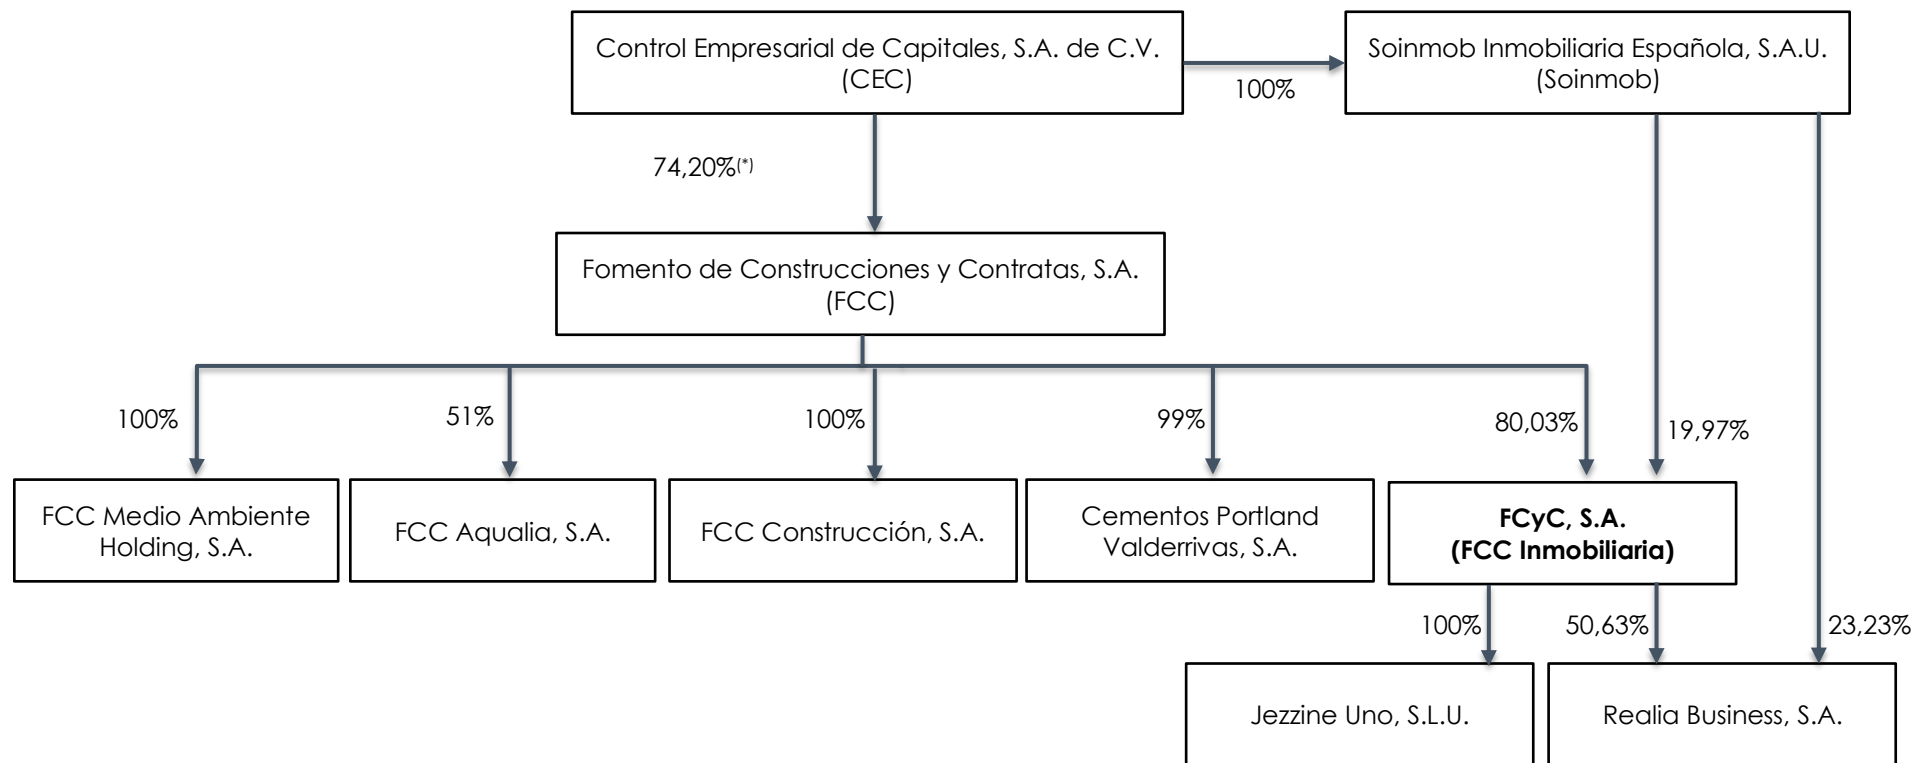 Control Empresarial de Capitales, S.A. de C.V.
(CEC)
Soinmob Inmobiliaria Española, S.A.U.
(Soinmob)
100%
74,20%(*)
Fomento de Construcciones y Contratas, S.A.
(FCC)
100%
51%
100%
99%
80,03%
19,97%
FCC Medio Ambiente
Holding, S.A.
FCC Aqualia, S.A.
FCC Construcción, S.A.
Cementos Portland
Valderrivas, S.A.
FCyC, S.A.
(FCC Inmobiliaria)
100%
50,63%
23,23%
Jezzine Uno, S.L.U.
Realia Business, S.A.